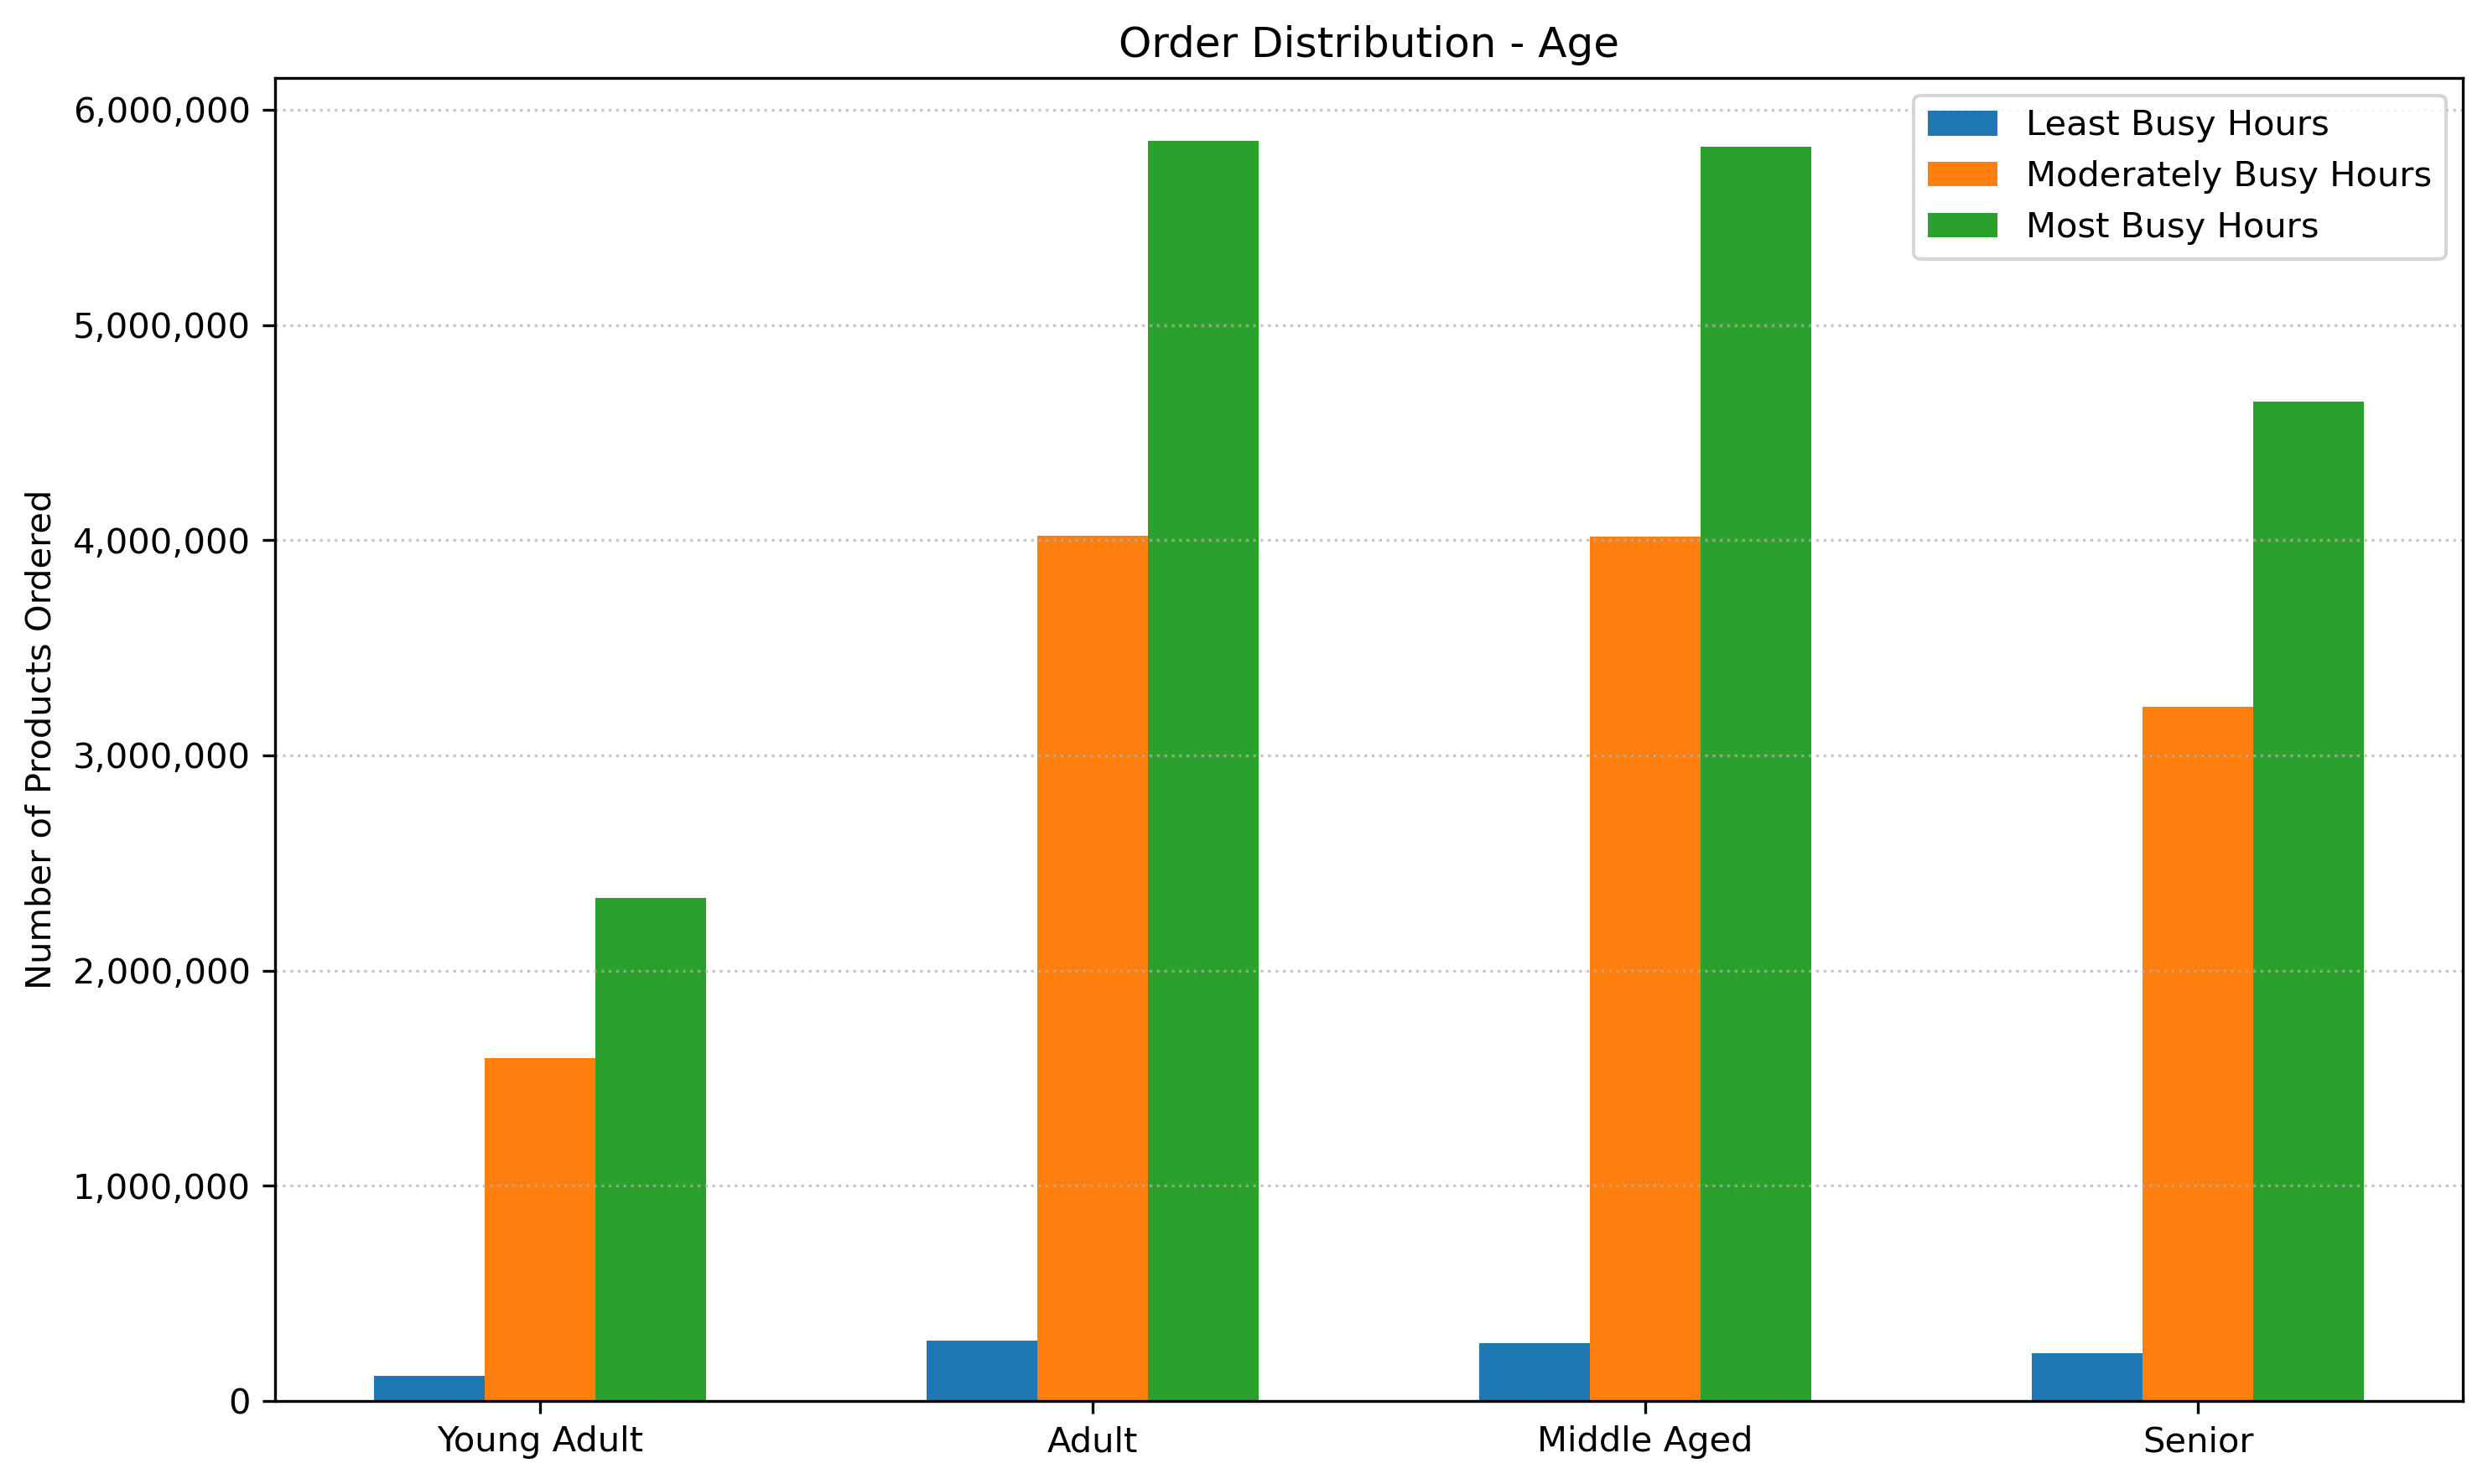 Order Distribution - Age
6,000,000
5,000,000
4,000,000
3,000,000
2,000,000
1,000,000
0
Number of Products Ordered
Least Busy Hours
Moderately Busy Hours
Most Busy Hours
Young Adult
Adult
Middle Aged
Senior